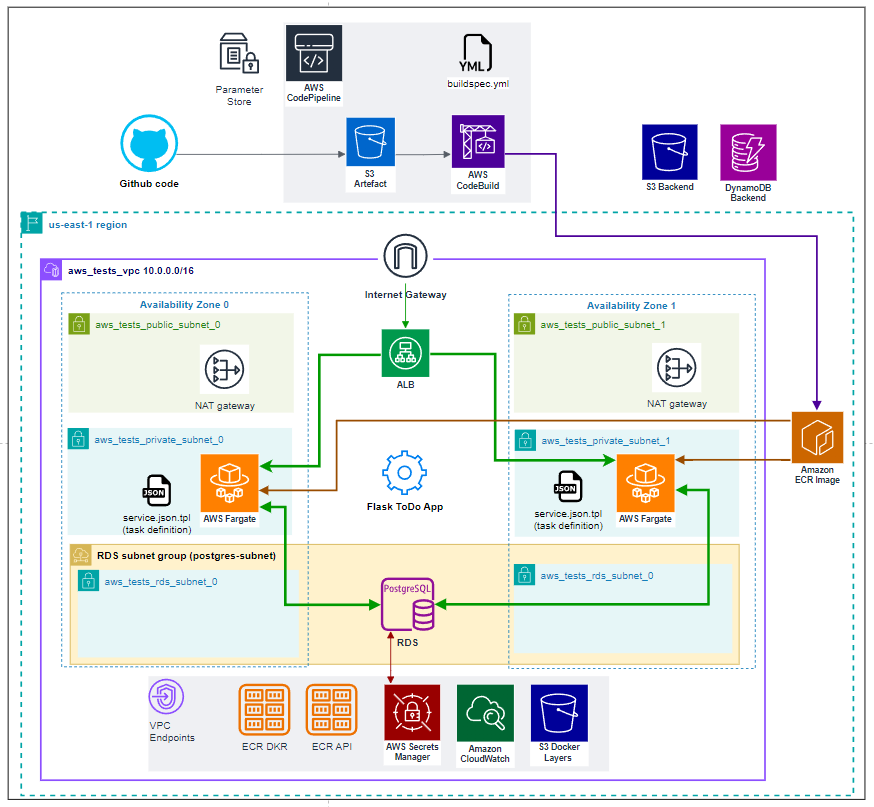 Parameter
Store
AWS
CodePipeline
YML
buildspec.yml
Github code
S3
Artefact
AWS
CodeBuild
S3 Backend
DynamoDB
Backend
us-east-1 region
aws_tests_vpc 10.0.0.0/16
Internet Gateway
Availability Zone 0
Availability Zone 1
aws_tests_public_subnet_0
aws_tests_public_subnet_1
NAT gateway
ALB
NAT gateway
aws_tests_private_subnet_0
aws_tests_private_subnet_1
Amazon
ECR Image
JSON
service.json.tpl
(task definition)
AWS Fargate
Flask ToDo App
JSON
service.json.tpl
(task definition)
AWS Fargate
RDS subnet group (postgres-subnet)
aws_tests_rds_subnet_0
aws_tests_rds_subnet_0
PostgreSQL
RDS
VPC
Endpoints
ECR DKR
ECR API
AWS Secrets
Manager
Amazon
CloudWatch
S3 Docker
Layers